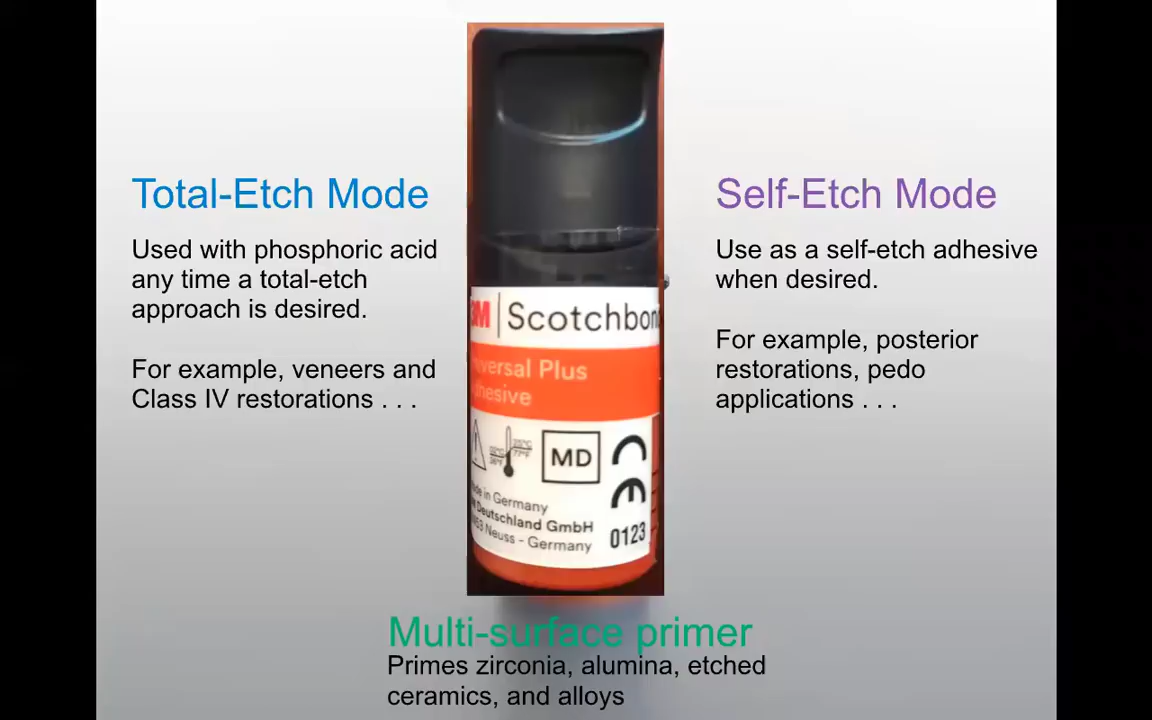 Total-Etch Mode
Used with phosphoric acid
any time a total-etch
approach is desired.
For example, veneers and
Class IV restorations . . .
3M Scotchbon
versal Plus
hesive
MD
CE
0123
de in Germany
Deutschland GmbH
Neuss - Germany
Self-Etch Mode
Use as a self-etch adhesive
when desired.
For example, posterior
restorations, pedo
applications . . .
Multi-surface primer
Primes zirconia, alumina, etched
ceramics, and alloys